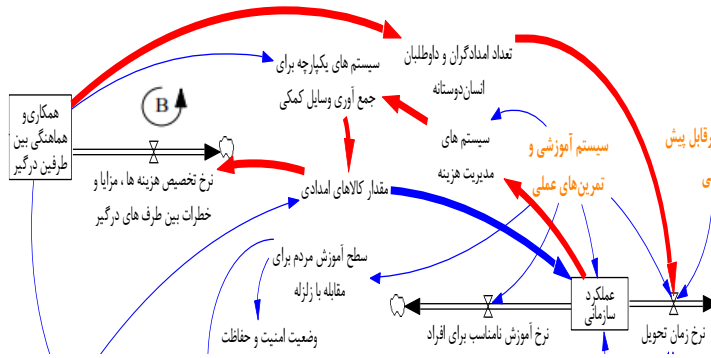 تعداد امدادگران و داوطلبان
انسان‌دوستانه
سیستم های یکپارچه برای
جمع آوری وسایل کمکی
همکاری‌و
هماهنگی بین
طرفین درگیر
B
سیستم های
مدیریت هزینه
سیستم آموزشی و
تمرین‌های عملی
قابل پیش
نرخ تخصیص هزینه ها ، مزایا و
خطرات بین طرف های درگیر
مقدار کالاهای امدادی
سطح آموزش مردم برای
مقابله با زلزله
عملکرد
سازمانی
وضعیت امنیت و حفاظت
نرخ آموزش نامناسب برای افراد
نرخ زمان تحویل